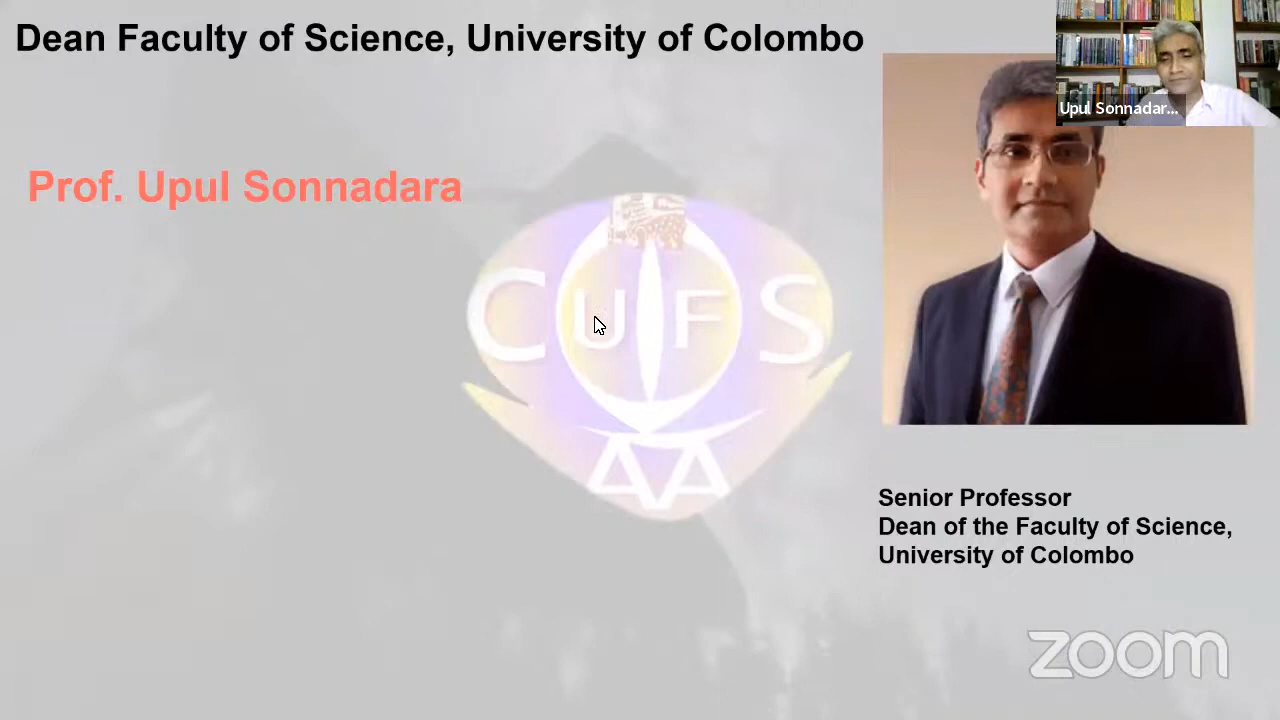 Dean Faculty of Science, University of Colombo
Upul Sonnadar...
Prof. Upul Sonnadara
C U F S
AA
Senior Professor
Dean of the Faculty of Science,
University of Colombo
zoom